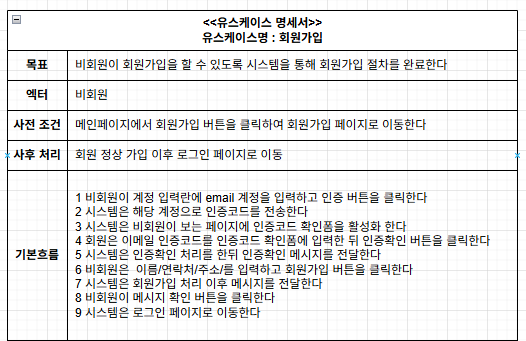 <<유스케이스 명세서>>
유스케이스명 : 회원가입
목표 비회원이 회원가입을 할 수 있도록 시스템을 통해 회원가입 절차를 완료한다
엑터 비회원
사전 조건 메인페이지에서 회원가입 버튼을 클릭하여 회원가입 페이지로 이동한다
사후 처리 회원 정상 가입 이후 로그인 페이지로 이동
기본흐름
1 비회원이 계정 입력란에 email 계정을 입력하고 인증 버튼을 클릭한다
2 시스템은 해당 계정으로 인증코드를 전송한다
3 시스템은 비회원이 보는 페이지에 인증코드 확인폼을 활성화 한다
4 회원은 이메일 인증코드를 인증코드 확인폼에 입력한 뒤 인증확인 버튼을 클릭한다
5 시스템은 인증확인 처리를 한뒤 인증확인 메시지를 전달한다
6 비회원은 이름/연락처/주소/를 입력하고 회원가입 버튼을 클릭한다
7 시스템은 회원가입 처리 이후 메시지를 전달한다
8 비회원이 메시지 확인 버튼을 클릭한다
9 시스템은 로그인 페이지로 이동한다